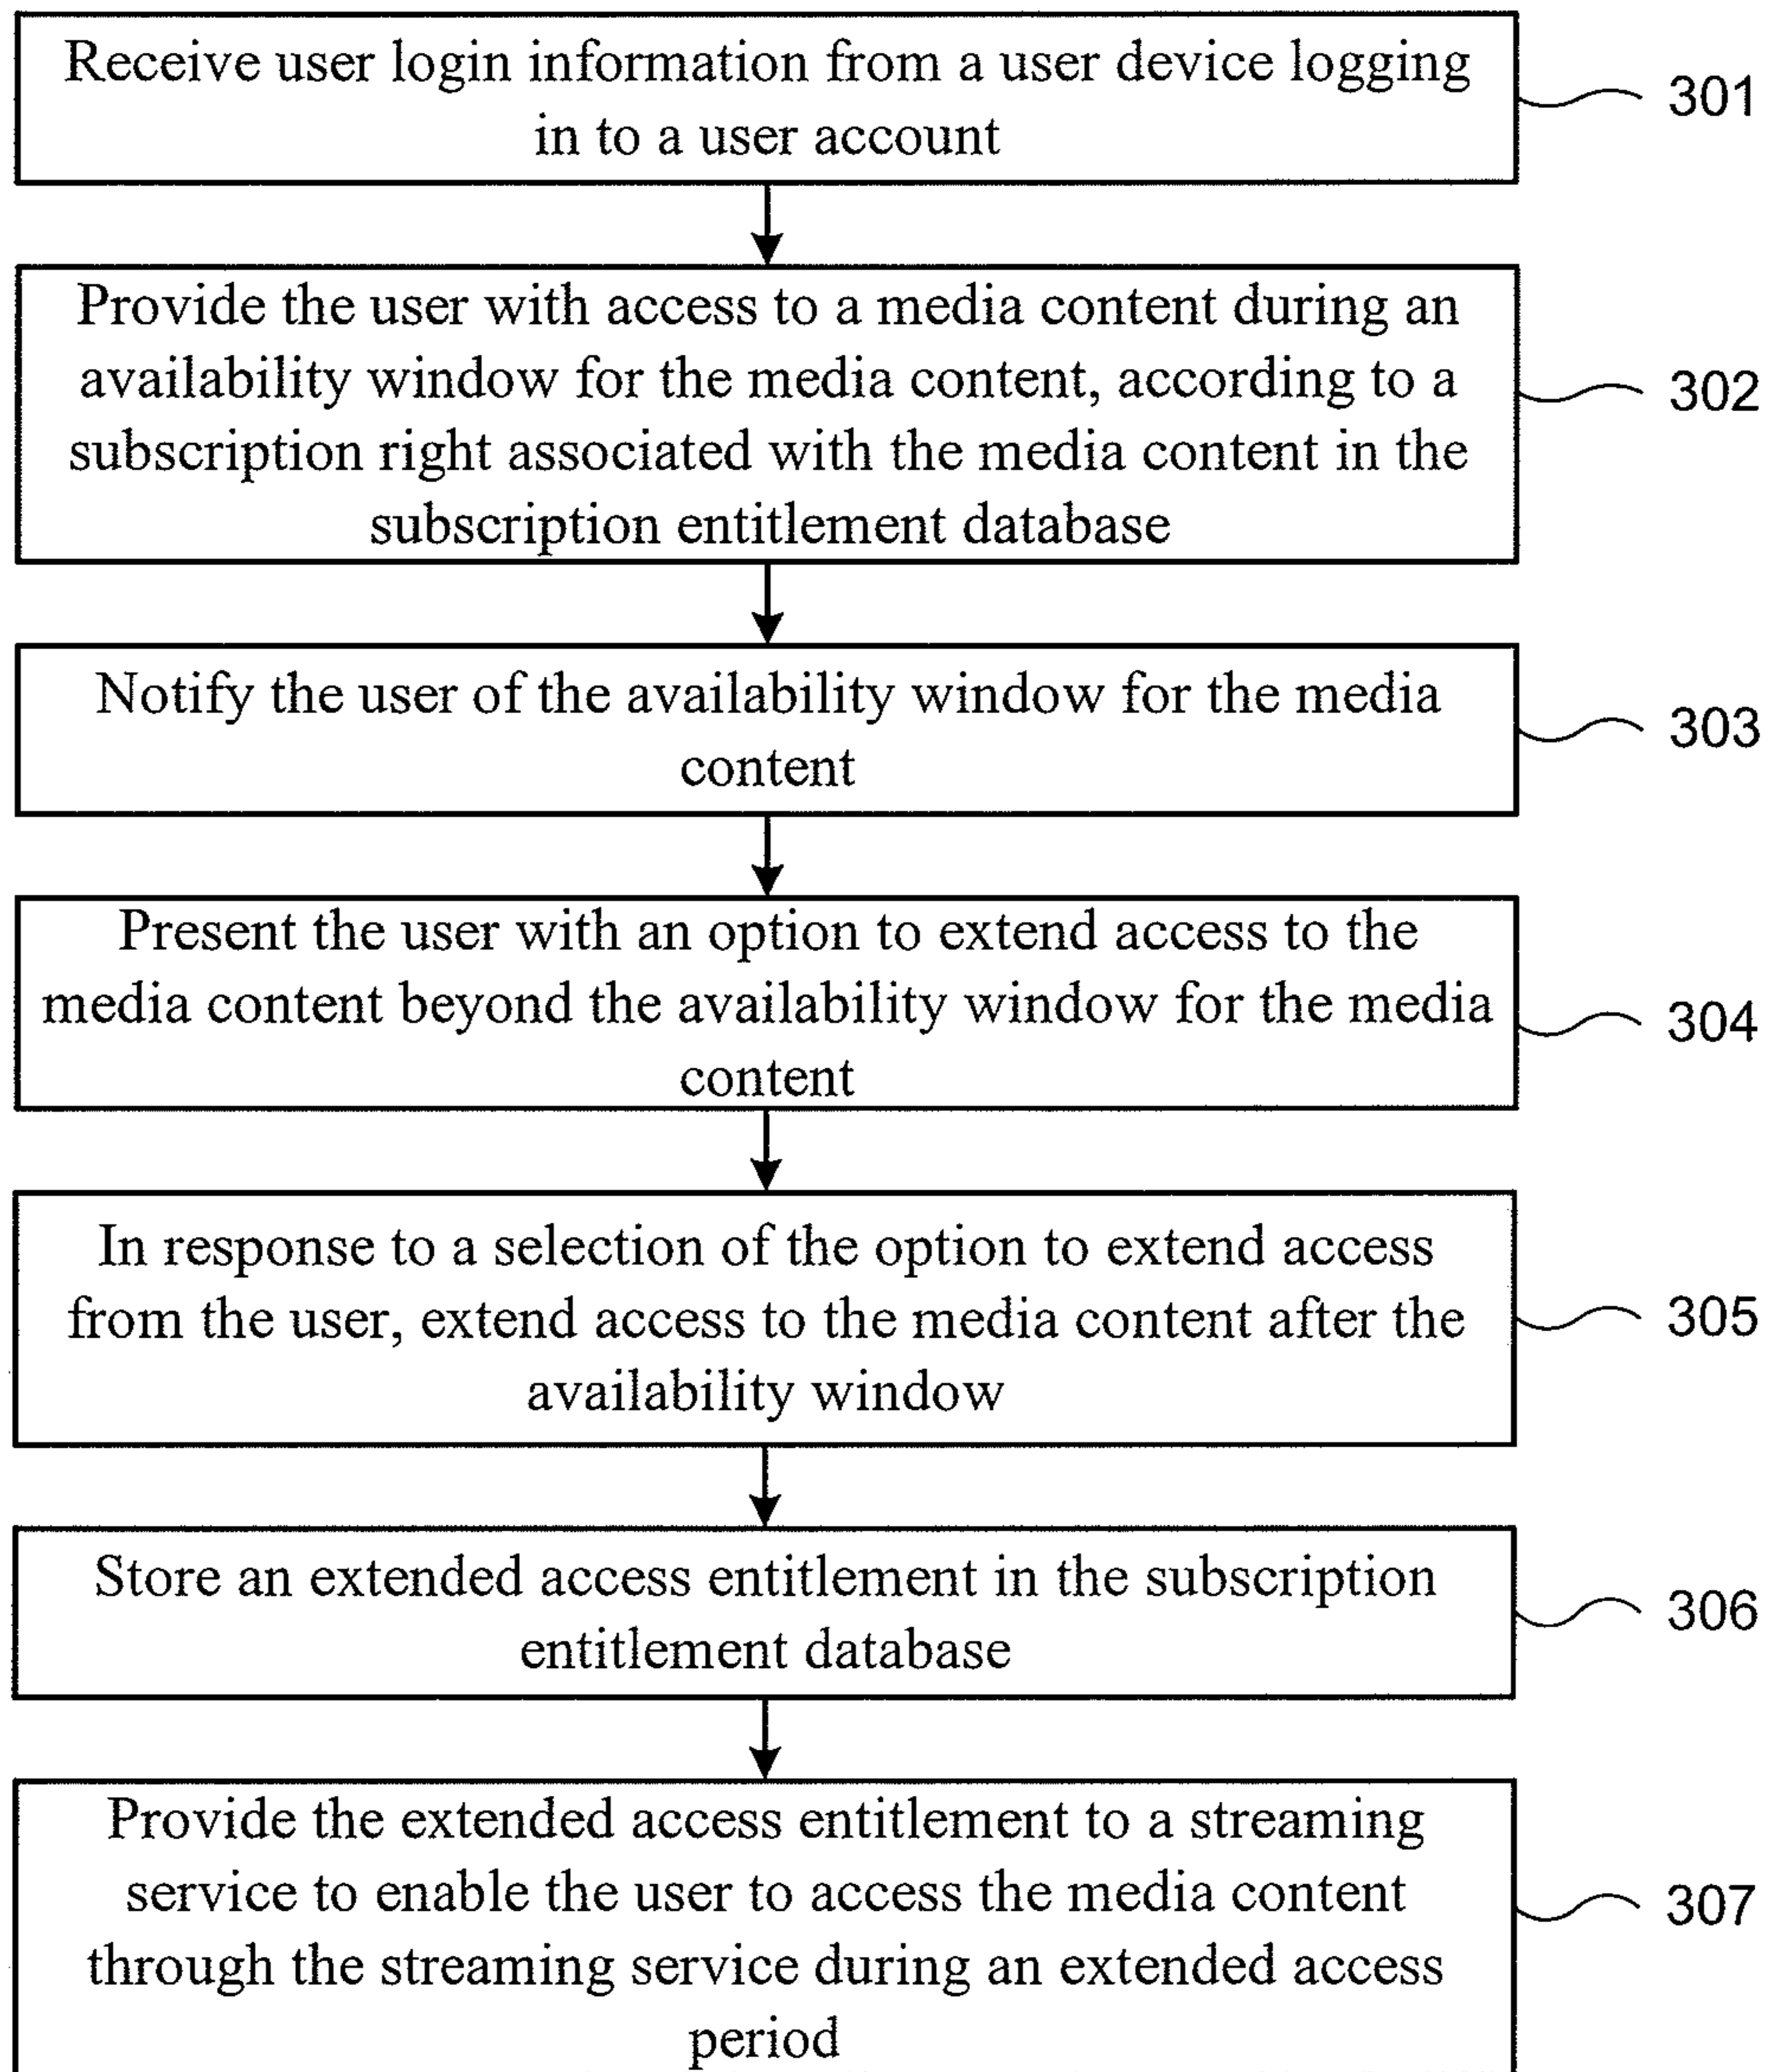 Receive user login information from a user device logging
in to a user account
301
Provide the user with access to a media content during an
availability window for the media content, according to a
subscription right associated with the media content in the
subscription entitlement database
302
Notify the user of the availability window for the media
content
303
Present the user with an option to extend access to the
media content beyond the availability window for the media
content
304
In response to a selection of the option to extend access
from the user, extend access to the media content after the
availability window
305
Store an extended access entitlement in the subscription
entitlement database
306
Provide the extended access entitlement to a streaming
service to enable the user to access the media content
through the streaming service during an extended access
period
307